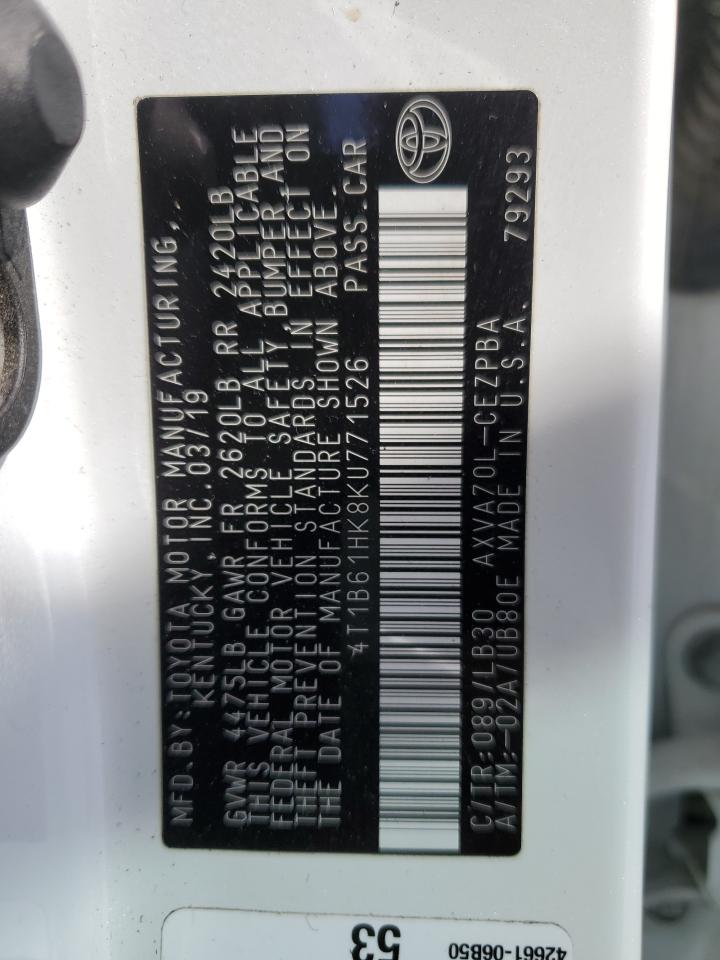 MFD. BY: TOYOTA MOTOR MANUFACTURING,
KENTUCKY, INC. 03/19
GVWR 4475LB GAWR FR 2620LB RR 2420LB
THIS VEHICLE CONFORMS TO ALL APPLICABLE
FEDERAL MOTOR VEHICLE SAFETY, BUMPER AND
THEFT PREVENTION STANDARDS IN EFFECT ON
THE DATE OF MANUFACTURE SHOWN ABOVE.
4T1B61HK8KU771526 PASS.CAR
C/TR:089/LB30 AXVA70L-CEZPBA
A/TM:-02A/UB80E MADE IN U.S.A. 79293
53
42661-06B50